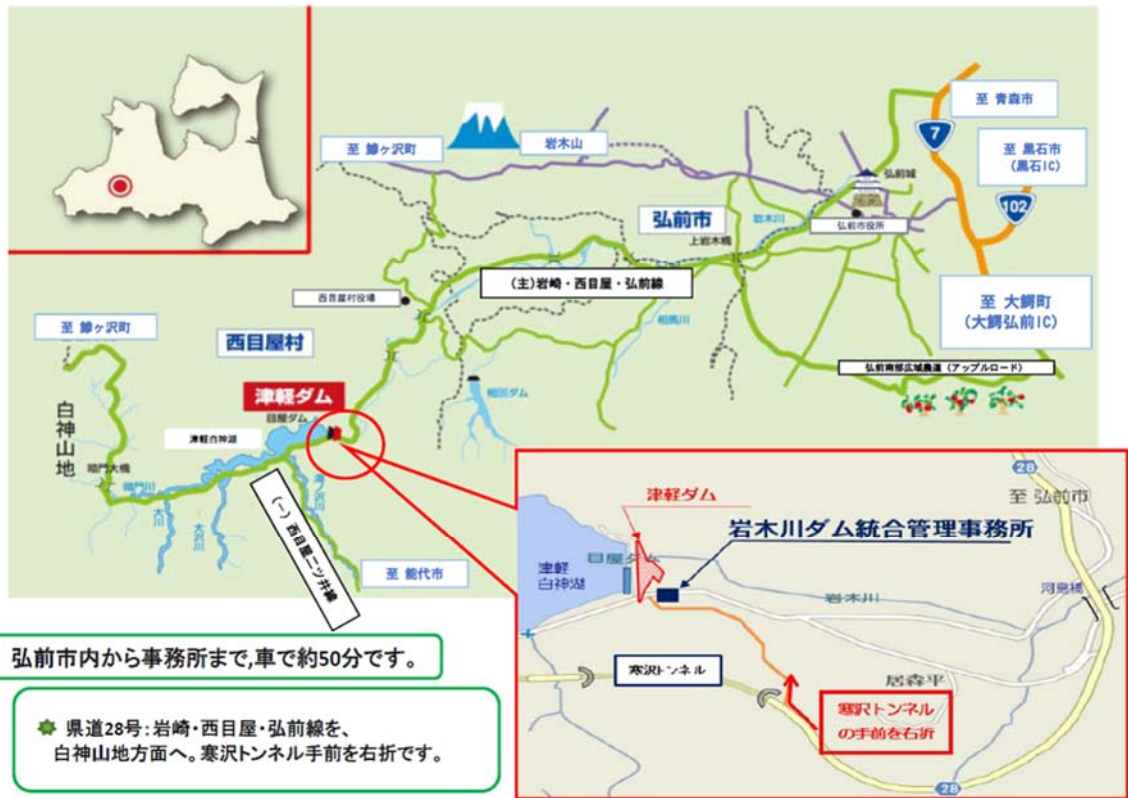 至 青森市
7
至 鰺ヶ沢町
岩木山
至 黒石市
(黒石IC)
弘前城
102
弘前市
岩木川
弘前市役所
上岩木橋
(主)岩崎・西目屋・弘前線
西目屋村役場
至 大鰐町
(大鰐弘前IC)
至 鰺ヶ沢町
西目屋村
相馬川
弘前南部広域農道(アップルロード)
津軽ダム
目屋ダム
相馬ダム
白神山地
津軽白神湖
暗門大橋
暗門川
大川
大沢川
湯ノ沢川
(一)西目屋二ツ井線
至 能代市
28
至 弘前市
津軽ダム
岩木川ダム統合管理事務所
目屋ダム
津軽
白神湖
岩木川
河鹿橋
寒沢トンネル
居森平
寒沢トンネル
の手前を右折
28
弘前市内から事務所まで,車で約50分です。
県道28号:岩崎・西目屋・弘前線を、
白神山地方面へ。寒沢トンネル手前を右折です。